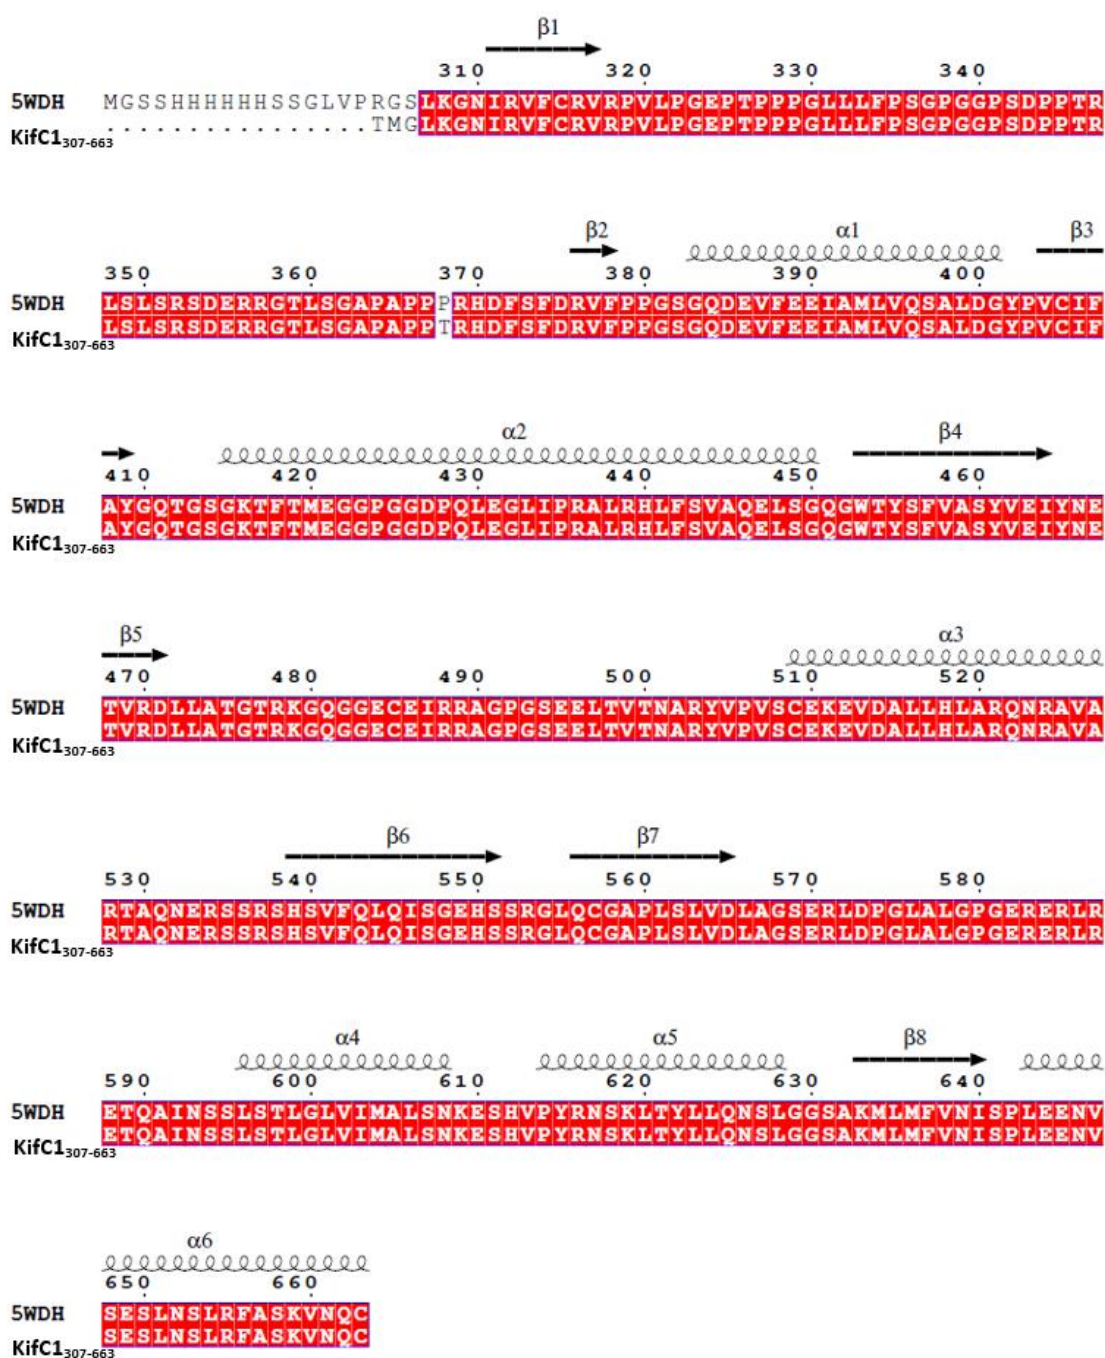 β1
310 320 330 340
5WDH MGSSHHHHHHSSGLVPRGSLKGNIRVFCRVRPVLPGEPTPPPGLLLFPSGPGGPSDPPTR
KifC1307-663 ................TMGLKGNIRVFCRVRPVLPGEPTPPPGLLLFPSGPGGPSDPPTR
β2 α1 β3
350 360 370 380 390 400
5WDH LSLSRSDERRGTLSGAPAPPPRHDFSFDRVFPPGSGQDEVFEEIAMLVQSALDGYPVCIF
KifC1307-663 LSLSRSDERRGTLSGAPAPPTRHDFSFDRVFPPGSGQDEVFEEIAMLVQSALDGYPVCIF
α2 β4
410 420 430 440 450 460
5WDH AYGQTGSGKTFTMEGGPGGDPQLEGLIPRALRHLFSVAQELSGQGWTYSFVASYVEIYNE
KifC1307-663 AYGQTGSGKTFTMEGGPGGDPQLEGLIPRALRHLFSVAQELSGQGWTYSFVASYVEIYNE
β5 α3
470 480 490 500 510 520
5WDH TVRDLLATGTRKGQGGECEIRRAGPGSEELTVTNARYVPVSCEKEVDALLHLARQNRAVA
KifC1307-663 TVRDLLATGTRKGQGGECEIRRAGPGSEELTVTNARYVPVSCEKEVDALLHLARQNRAVA
β6 β7
530 540 550 560 570 580
5WDH RTAQNERSSRSHSVFQLQISGEHSSRGLQCGAPLSLVDLAGSERLDPGLALGPGERERLR
KifC1307-663 RTAQNERSSRSHSVFQLQISGEHSSRGLQCGAPLSLVDLAGSERLDPGLALGPGERERLR
α4 α5 β8
590 600 610 620 630 640
5WDH ETQAINSSLSTLGLVIMALSNKESHVPYRNSKLTYLLQNSLGGSAKMLMFVNISPLEENV
KifC1307-663 ETQAINSSLSTLGLVIMALSNKESHVPYRNSKLTYLLQNSLGGSAKMLMFVNISPLEENV
α6
650 660
5WDH SESLNSLRFASKVNQC
KifC1307-663 SESLNSLRFASKVNQC